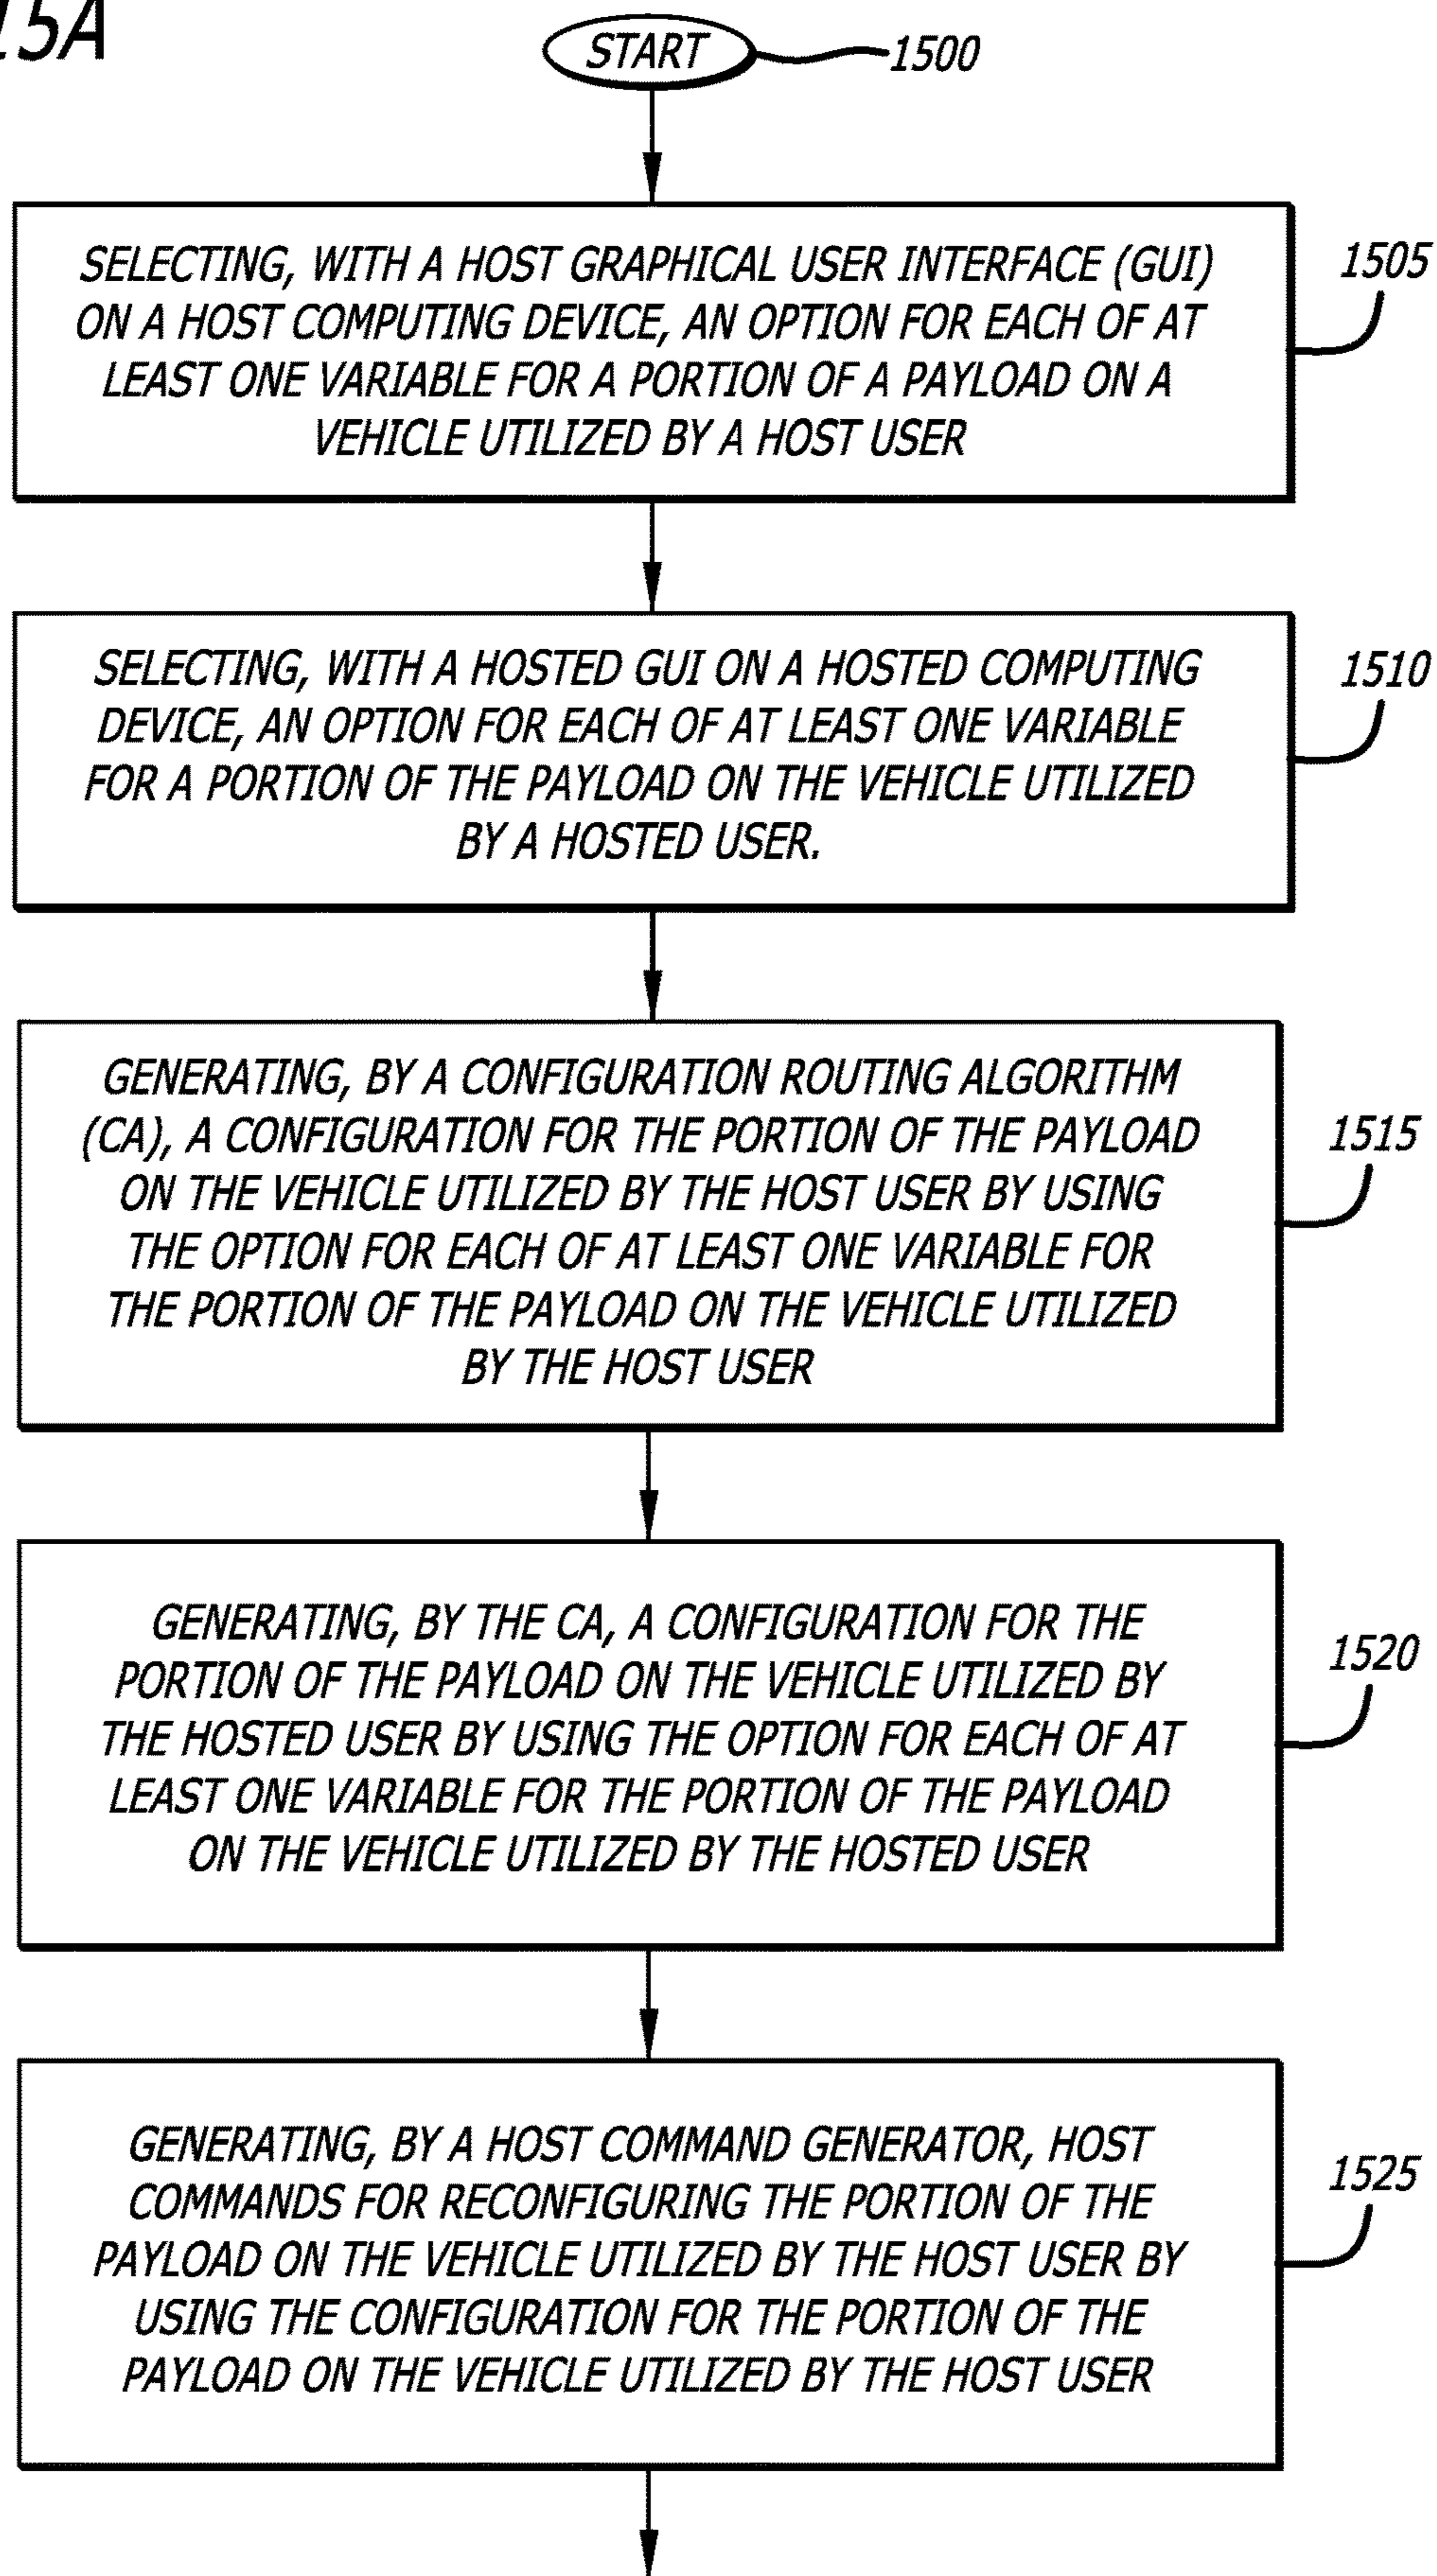 15A
START
1500
SELECTING, WITH A HOST GRAPHICAL USER INTERFACE (GUI)
ON A HOST COMPUTING DEVICE, AN OPTION FOR EACH OF AT
LEAST ONE VARIABLE FOR A PORTION OF A PAYLOAD ON A
VEHICLE UTILIZED BY A HOST USER
1505
SELECTING, WITH A HOSTED GUI ON A HOSTED COMPUTING
DEVICE, AN OPTION FOR EACH OF AT LEAST ONE VARIABLE
FOR A PORTION OF THE PAYLOAD ON THE VEHICLE UTILIZED
BY A HOSTED USER.
1510
GENERATING, BY A CONFIGURATION ROUTING ALGORITHM
(CA), A CONFIGURATION FOR THE PORTION OF THE PAYLOAD
ON THE VEHICLE UTILIZED BY THE HOST USER BY USING
THE OPTION FOR EACH OF AT LEAST ONE VARIABLE FOR
THE PORTION OF THE PAYLOAD ON THE VEHICLE UTILIZED
BY THE HOST USER
1515
GENERATING, BY THE CA, A CONFIGURATION FOR THE
PORTION OF THE PAYLOAD ON THE VEHICLE UTILIZED BY
THE HOSTED USER BY USING THE OPTION FOR EACH OF AT
LEAST ONE VARIABLE FOR THE PORTION OF THE PAYLOAD
ON THE VEHICLE UTILIZED BY THE HOSTED USER
1520
GENERATING, BY A HOST COMMAND GENERATOR, HOST
COMMANDS FOR RECONFIGURING THE PORTION OF THE
PAYLOAD ON THE VEHICLE UTILIZED BY THE HOST USER BY
USING THE CONFIGURATION FOR THE PORTION OF THE
PAYLOAD ON THE VEHICLE UTILIZED BY THE HOST USER
1525